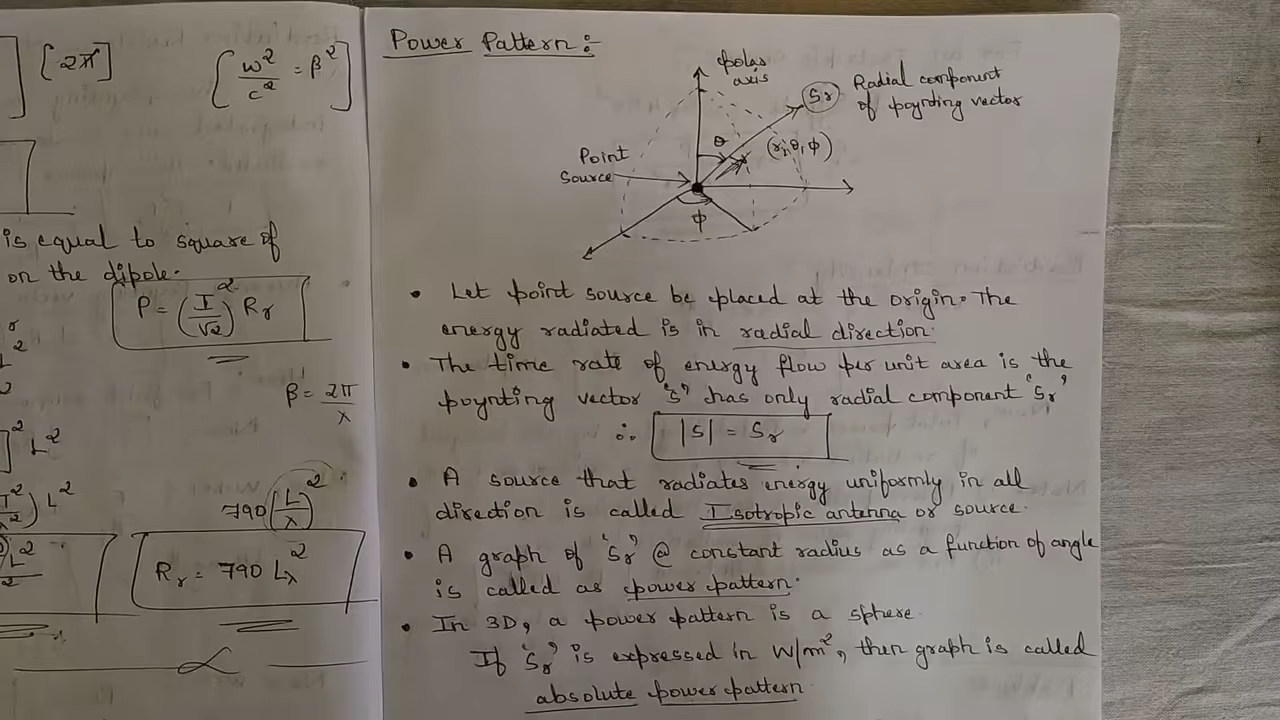 [2π]
[ω²/c² = β²]
is equal to square of
on the dipole.
P = (I/√2)² Rr
β = 2π/λ
L²
790 (L/λ)²
Rr = 790 Lλ²
Power Pattern :-
polar
axis
Sr
Radial component
of poynting vector
θ
(r, θ, φ)
Point
Source
φ
• Let point source be placed at the origin. The
energy radiated is in radial direction.
• The time rate of energy flow per unit area is the
poynting vector 's' has only radial component 'Sr'
∴ |S| = Sr
• A source that radiates energy uniformly in all
direction is called Isotropic antenna or source.
• A graph of 'Sr' @ constant radius as a function of angle
is called as power pattern.
• In 3D, a power pattern is a sphere.
If 'Sr' is expressed in W/m², then graph is called
absolute power pattern.